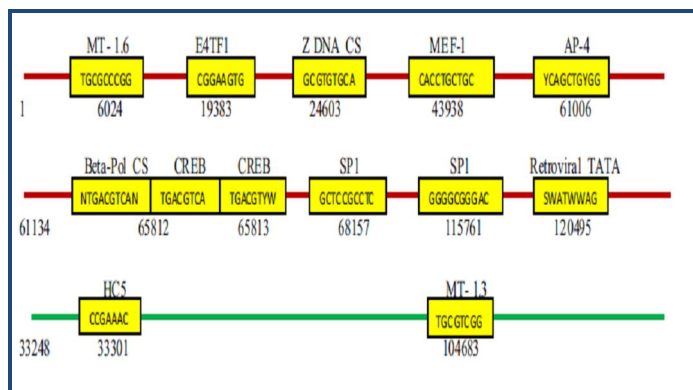 MT-1.6 E4TF1 Z DNA CS MEF-1 AP-4
TGCGCCCGG CGGAAGTG GCGTGTGCA CACCTGCTGC YCAGCTGYGG
1 6024 19383 24603 43938 61006
Beta-Pol CS CREB CREB SP1 SP1 Retroviral TATA
NTGACGTCAN TGACGTCA TGACGTYW GCTCCGCCTC GGGGCGGGAC SWATWWAG
61134 65812 65813 68157 115761 120495
HC5 MT-1.3
CCGAAAC TGCGTCGG
33248 33301 104683